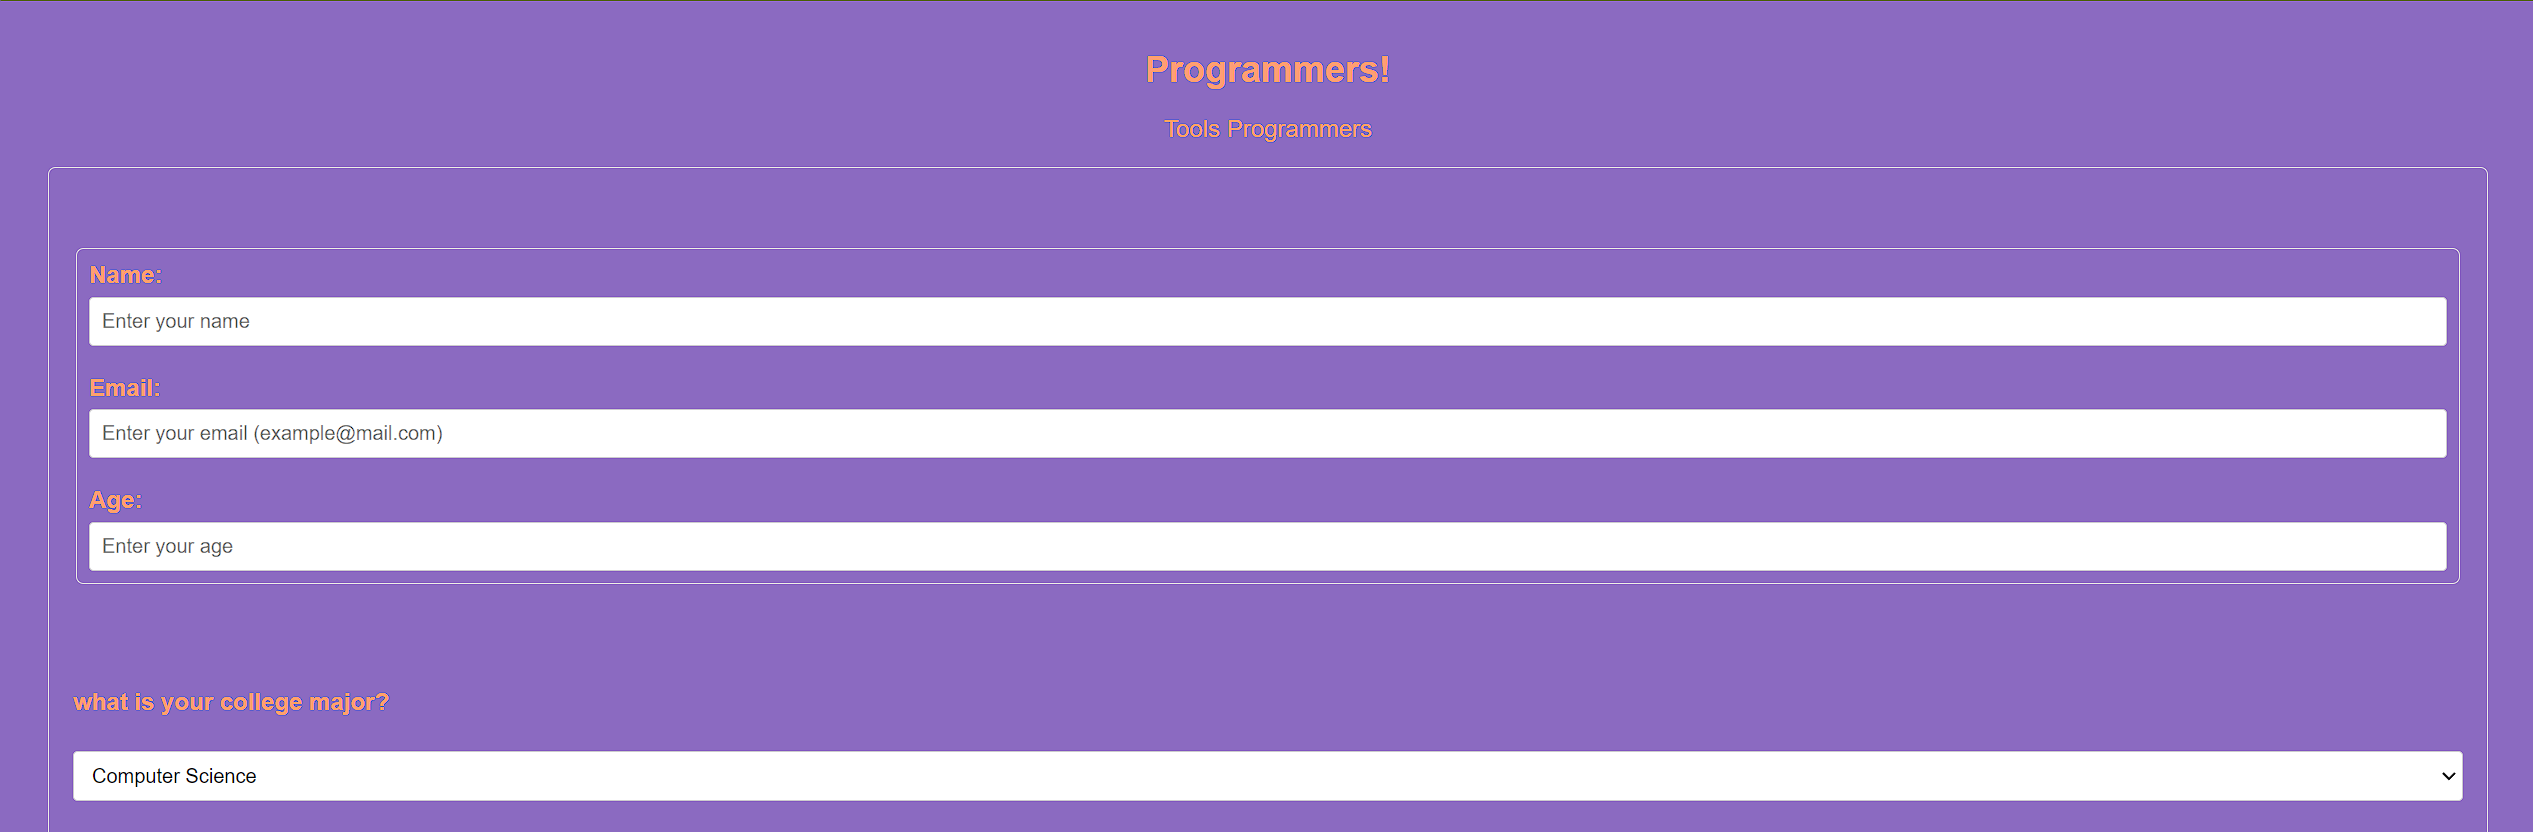 Programmers!
Tools Programmers
Name:
Enter your name
Email:
Enter your email (example@mail.com)
Age:
Enter your age
what is your college major?
Computer Science